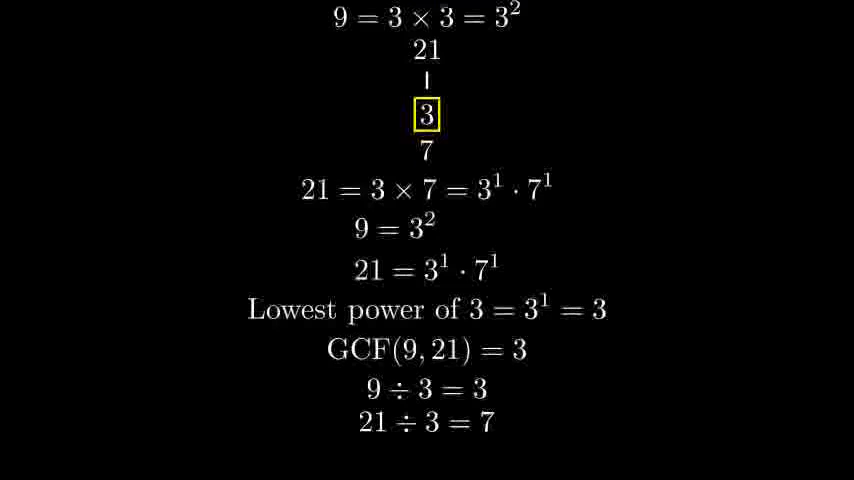 9 = 3 × 3 = 3²
21
3
7
21 = 3 × 7 = 3¹ · 7¹
9 = 3²
21 = 3¹ · 7¹
Lowest power of 3 = 3¹ = 3
GCF(9, 21) = 3
9 ÷ 3 = 3
21 ÷ 3 = 7